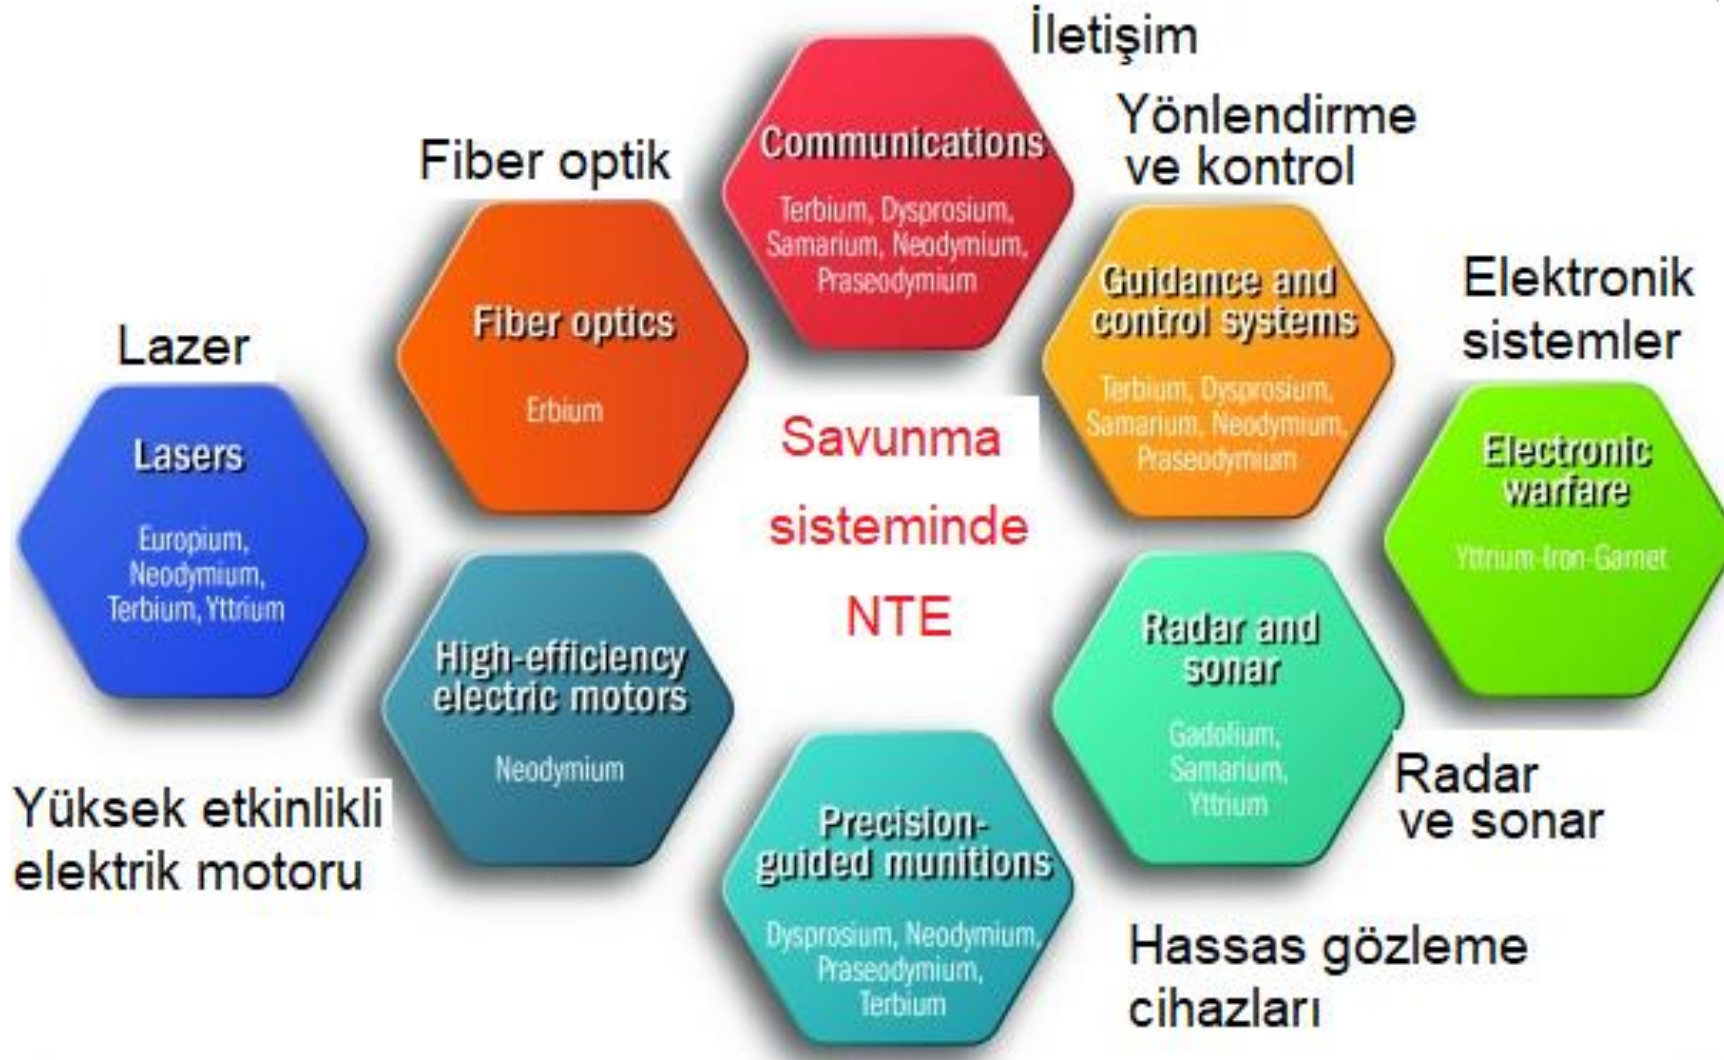 İletişim
Communications
Terbium, Dysprosium,
Samarium, Neodymium,
Praseodymium
Yönlendirme
ve kontrol
Guidance and
control systems
Terbium, Dysprosium,
Samarium, Neodymium,
Praseodymium
Fiber optik
Fiber optics
Erbium
Elektronik
sistemler
Electronic
warfare
Yttrium-Iron-Garnet
Lazer
Lasers
Europium,
Neodymium,
Terbium, Yttrium
Savunma
sisteminde
NTE
High-efficiency
electric motors
Neodymium
Yüksek etkinlikli
elektrik motoru
Radar and
sonar
Gadolium,
Samarium,
Yttrium
Radar
ve sonar
Precision-
guided munitions
Dysprosium, Neodymium,
Praseodymium,
Terbium
Hassas gözleme
cihazları